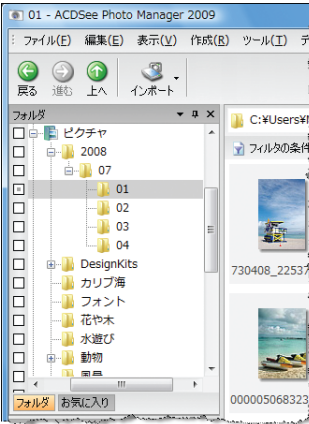 01 - ACDSee Photo Manager 2009
ファイル(F) 編集(E) 表示(V) 作成(R) ツール(T)
戻る 進む 上へ インポート
フォルダ
C:¥Users¥
ピクチャ
フィルタの条件
2008
07
01
02
03
04
DesignKits
730408_2253
カリブ海
フォント
花や木
水遊び
動物
風景
000005068323
フォルダ お気に入り